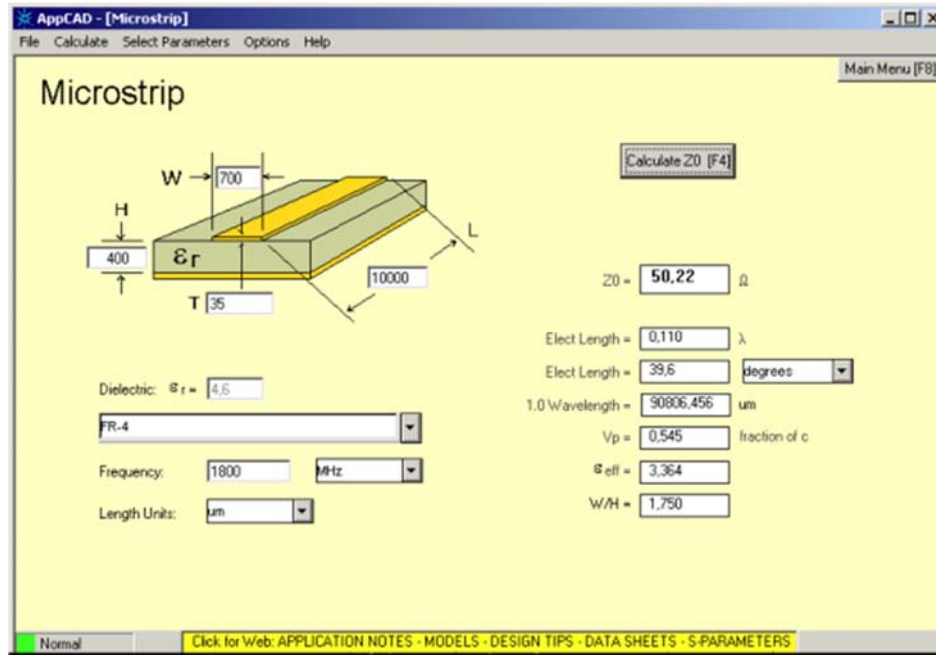 AppCAD - [Microstrip]
File Calculate Select Parameters Options Help
Main Menu [F8]
Microstrip
Calculate Z0 [F4]
W 700
H
L
400
εr
10000
T 35
Z0 = 50,22 Ω
Elect Length = 0,110 λ
Elect Length = 39,6 degrees
Dielectric: εr = 4,6
1.0 Wavelength = 90806,456 um
FR-4
Vp = 0,545 fraction of c
Frequency: 1800 MHz
εeff = 3,364
Length Units: um
W/H = 1,750
Normal
Click for Web: APPLICATION NOTES - MODELS - DESIGN TIPS - DATA SHEETS - S-PARAMETERS